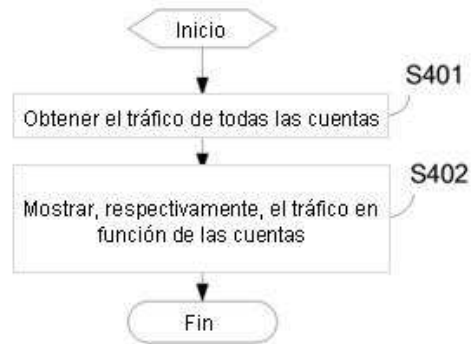 Inicio
S401
Obtener el tráfico de todas las cuentas
S402
Mostrar, respectivamente, el tráfico en
función de las cuentas
Fin